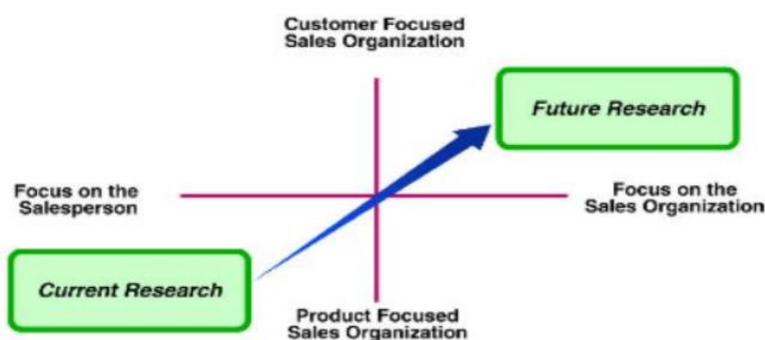 Customer Focused
Sales Organization
Future Research
Focus on the
Salesperson
Focus on the
Sales Organization
Current Research
Product Focused
Sales Organization